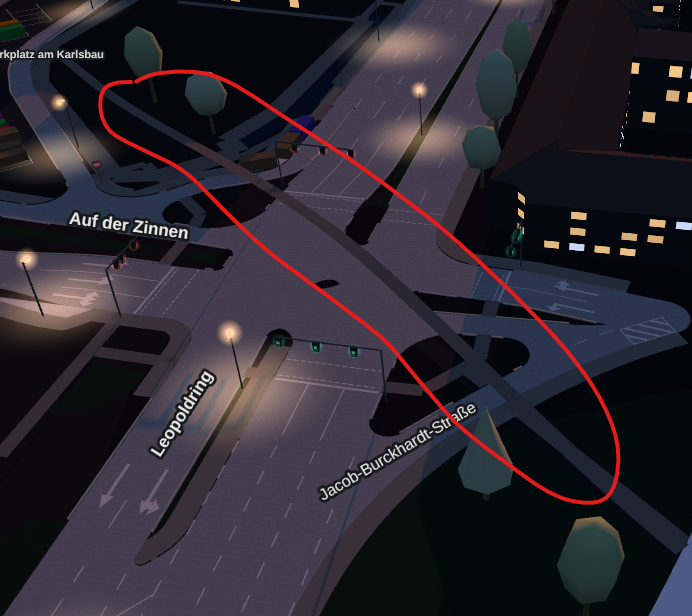 rkplatz am Karlsbau
Auf der Zinnen
Leopoldring
Jacob-Burckhardt-Straße